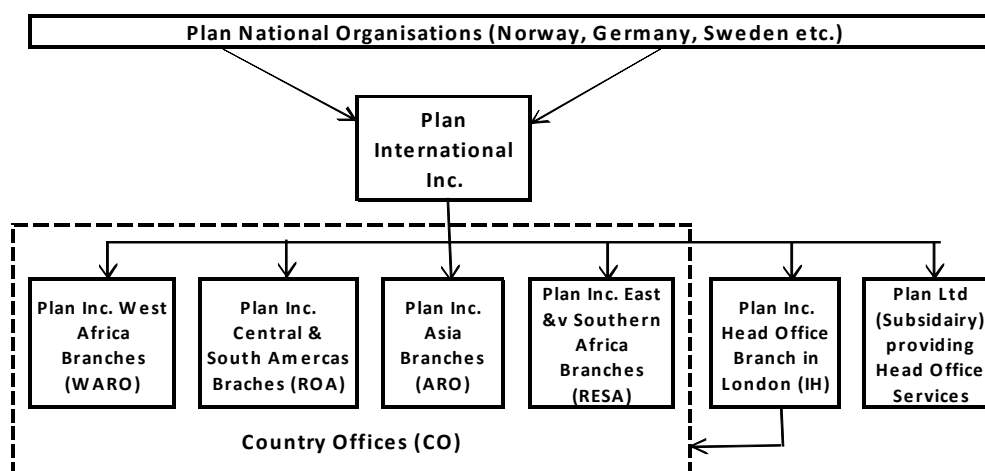 Plan National Organisations (Norway, Germany, Sweden etc.)
Plan
International
Inc.
Plan Inc. West
Africa
Branches
(WARO)
Plan Inc.
Central &
South Amercas
Braches (ROA)
Plan Inc.
Asia
Branches
(ARO)
Plan Inc. East
&v Southern
Africa
Branches
(RESA)
Plan Inc.
Head Office
Branch in
London (IH)
Plan Ltd
(Subsidairy)
providing
Head Office
Services
Country Offices (CO)